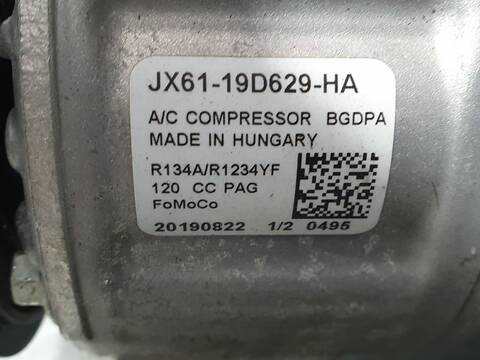 JX61-19D629-HA
A/C COMPRESSOR BGDPA
MADE IN HUNGARY
R134A/R1234YF
120 CC PAG
FoMoCo
20190822 1/2 0495